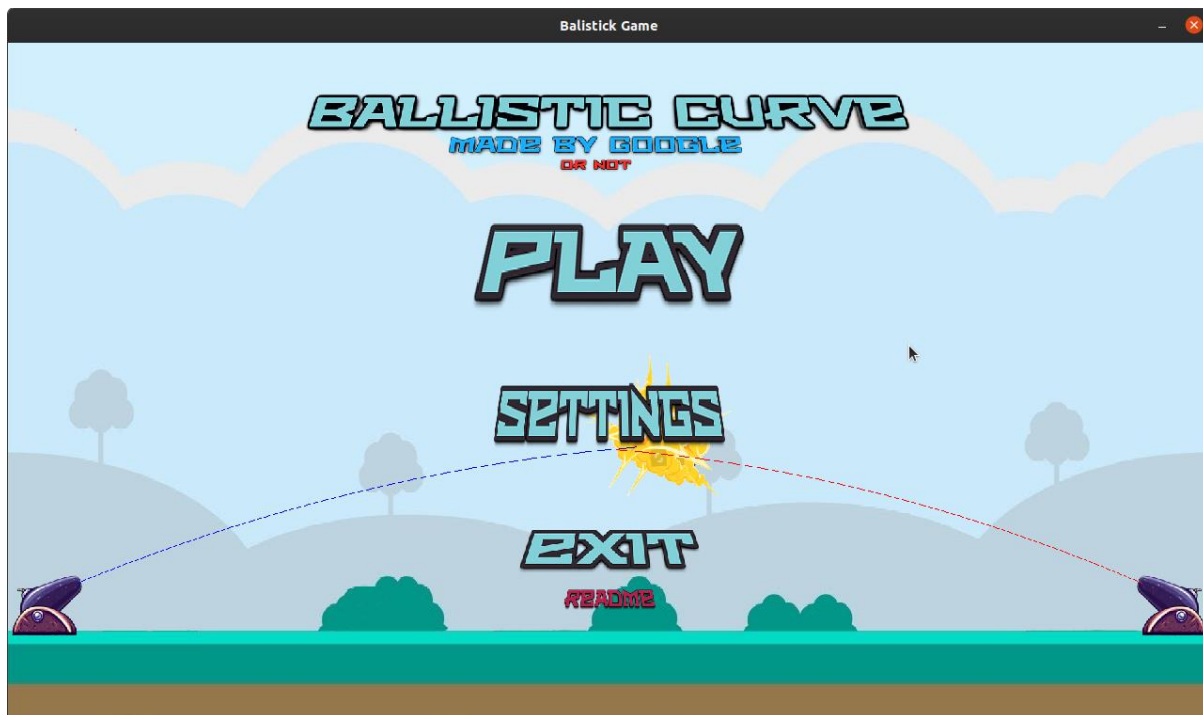 Balistick Game
BALLISTIC CURVE
MADE BY GOOGLE
OR NOT
PLAY
SETTINGS
EXIT
README